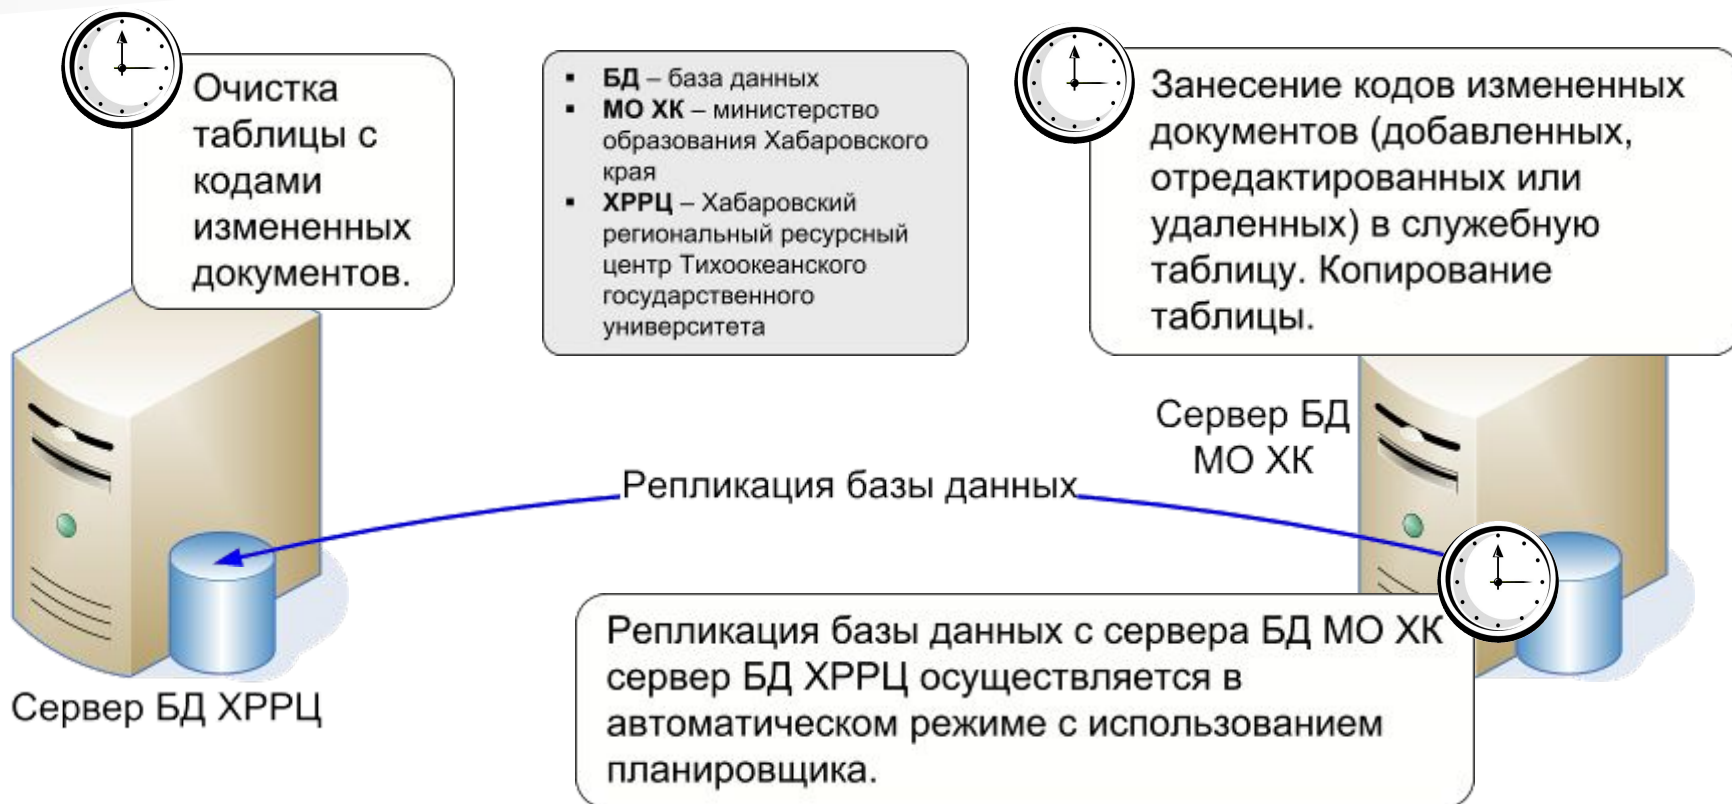 Очистка
таблицы с
кодами
измененных
документов.
▪ БД – база данных
▪ МО ХК – министерство
образования Хабаровского
края
▪ ХРРЦ – Хабаровский
региональный ресурсный
центр Тихоокеанского
государственного
университета
Занесение кодов измененных
документов (добавленных,
отредактированных или
удаленных) в служебную
таблицу. Копирование
таблицы.
Сервер БД
МО ХК
Репликация базы данных
Репликация базы данных с сервера БД МО ХК
сервер БД ХРРЦ осуществляется в
автоматическом режиме с использованием
планировщика.
Сервер БД ХРРЦ